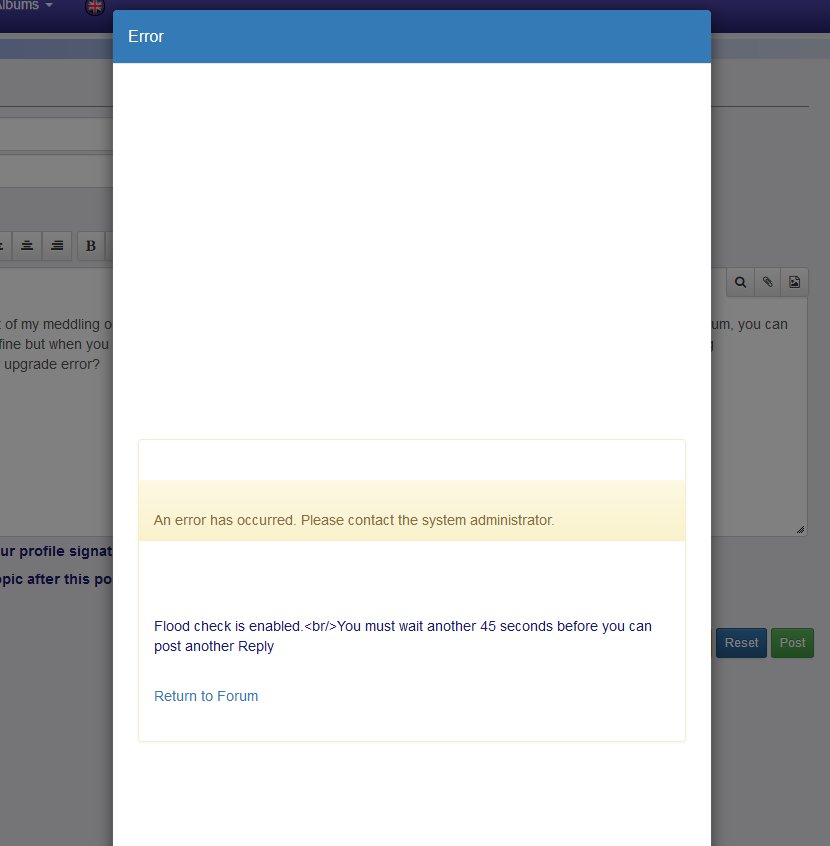 Albums
Error
B
of my meddling o
um, you can
fine but when you
upgrade error?
An error has occurred. Please contact the system administrator.
ur profile signat
opic after this po
Flood check is enabled.<br/>You must wait another 45 seconds before you can
post another Reply
Reset
Post
Return to Forum